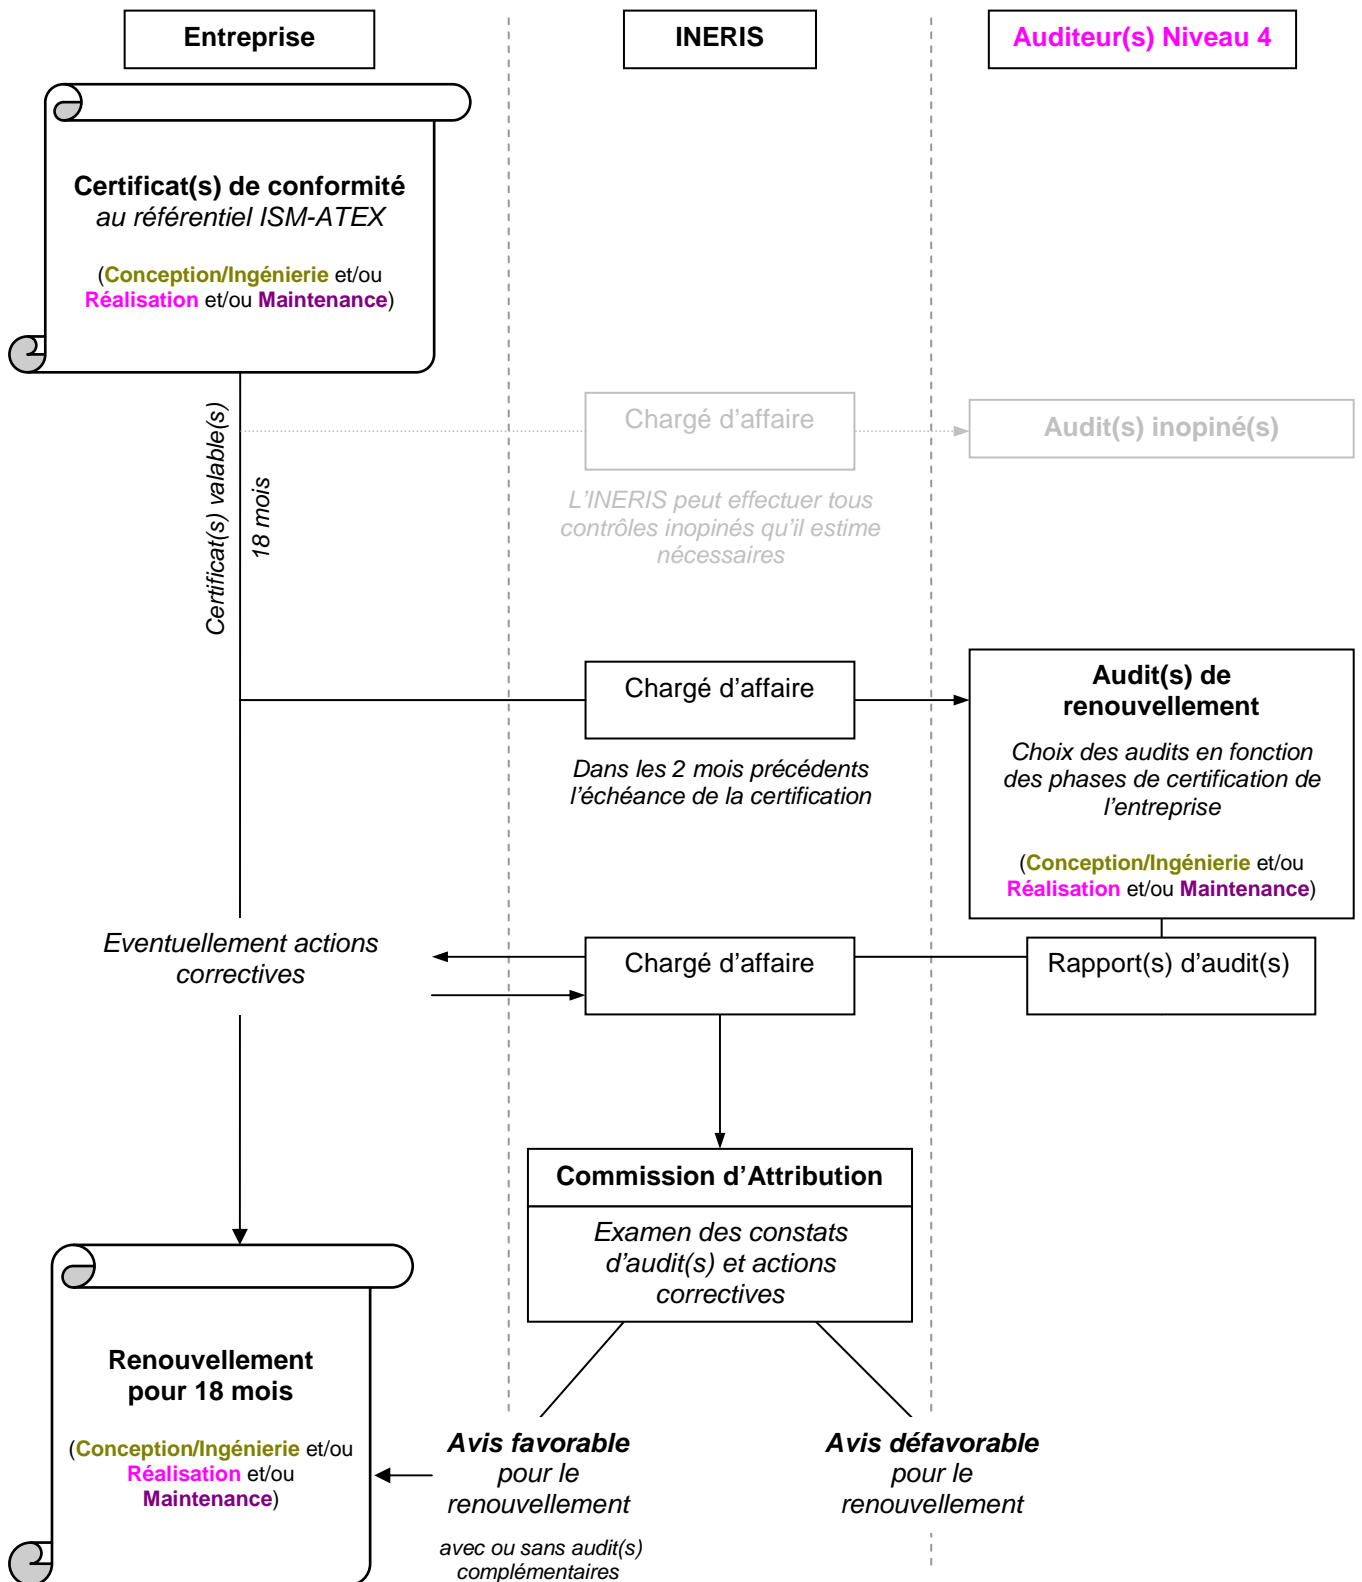 Entreprise
INERIS
Auditeur(s) Niveau 4
Certificat(s) de conformité
au référentiel ISM-ATEX
(Conception/Ingénierie et/ou
Réalisation et/ou Maintenance)
Certificat(s) valable(s)
18 mois
Chargé d’affaire
Audit(s) inopiné(s)
L’INERIS peut effectuer tous
contrôles inopinés qu’il estime
nécessaires
Chargé d’affaire
Dans les 2 mois précédents
l’échéance de la certification
Audit(s) de
renouvellement
Choix des audits en fonction
des phases de certification de
l’entreprise
(Conception/Ingénierie et/ou
Réalisation et/ou Maintenance)
Eventuellement actions
correctives
Chargé d’affaire
Rapport(s) d’audit(s)
Commission d’Attribution
Examen des constats
d’audit(s) et actions
correctives
Renouvellement
pour 18 mois
(Conception/Ingénierie et/ou
Réalisation et/ou
Maintenance)
Avis favorable
pour le
renouvellement
avec ou sans audit(s)
complémentaires
Avis défavorable
pour le
renouvellement